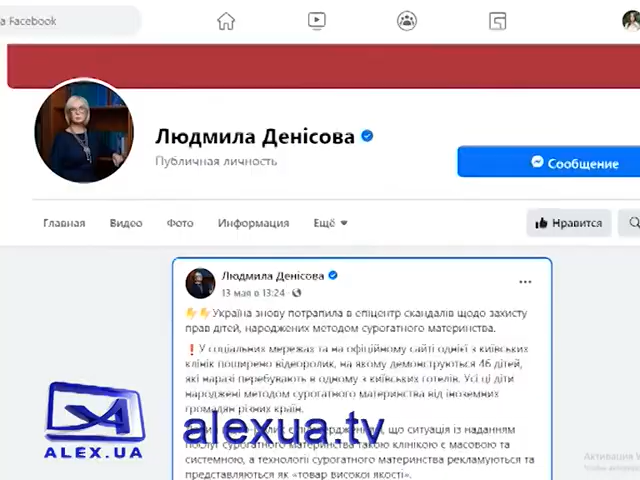 а Facebook
Людмила Денісова
Публичная личность
Сообщение
Главная Видео Фото Информация Ещё
Нравится
Людмила Денісова
13 мая в 13:24
Україна знову потрапила в епіцентр скандалів щодо захисту
прав дітей, народжених методом сурогатного материнства.
У соціальних мережах та на офіційному сайті однієї з київських
клінік поширено відеоролик, на якому демонструються 46 дітей,
які наразі перебувають в одному з київських готелів. Усі ці діти
народжені методом сурогатного материнства від іноземних
громадян різних країн.
що ситуація із наданням
послуг сурогатного материнства такою клінікою є масовою та
системною, а технології сурогатного материнства рекламуються та
представляються як «товар високої якості».
alexua.tv
ALEX.UA
Активация